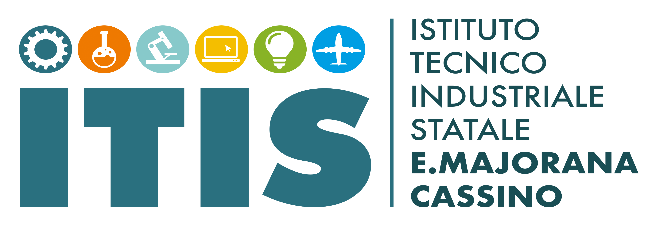 ITIS
ISTITUTO
TECNICO
INDUSTRIALE
STATALE
E.MAJORANA
CASSINO